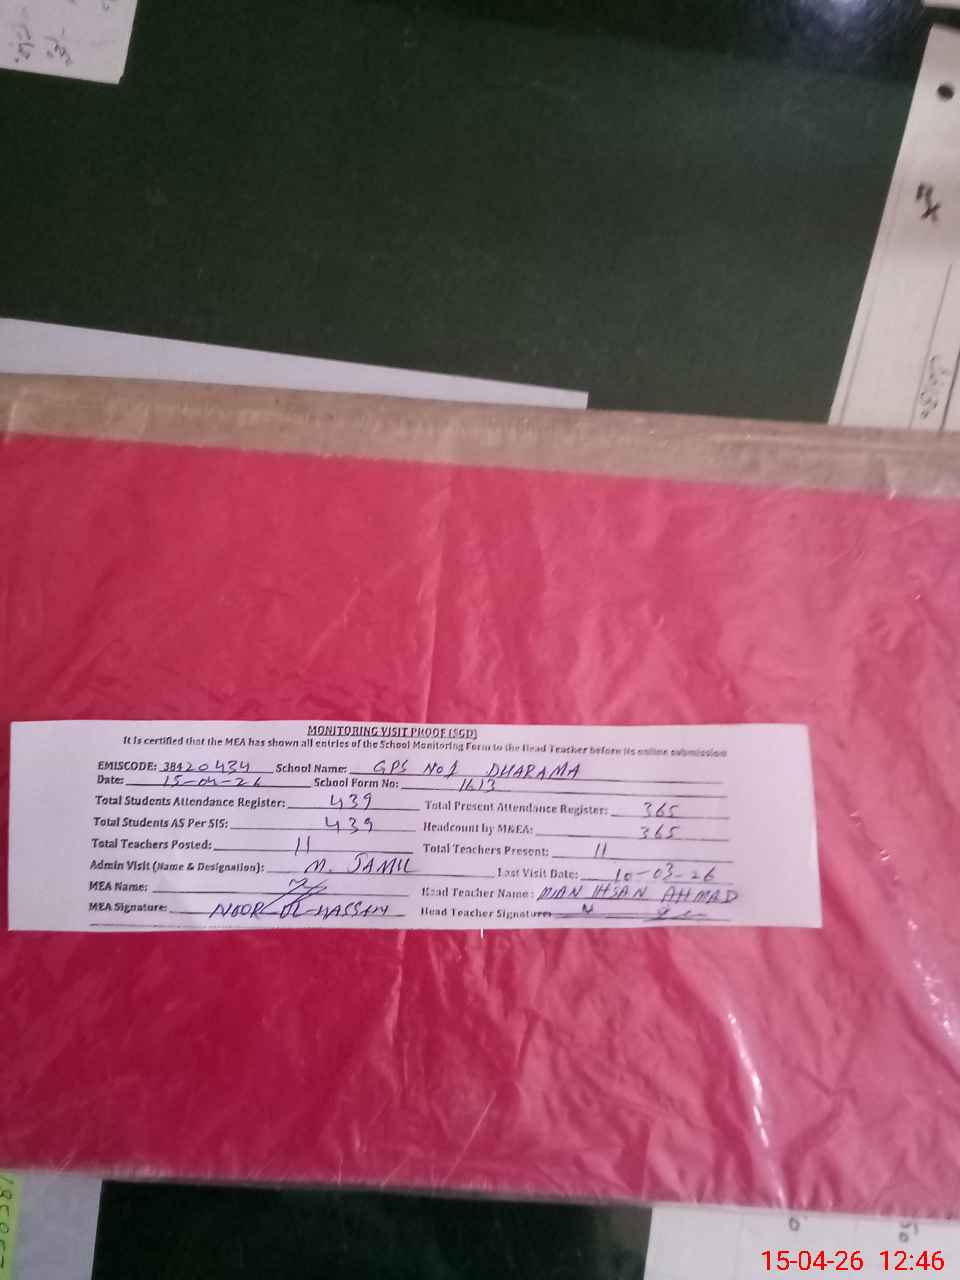 MONITORING VISIT PROOF (SGD)
It is certified that the MEA has shown all entries of the School Monitoring Form to the Head Teacher before its online submission
EMISCODE: 38420434 School Name: GPS No1 DHARAMA
Date: 15-04-26 School Form No: 1613
Total Students Attendance Register: 439 Total Present Attendance Register: 365
Total Students AS Per SIS: 439 Headcount by M&EA: 365
Total Teachers Posted: 11 Total Teachers Present: 11
Admin Visit (Name & Designation): M. JAMIL Last Visit Date: 10-03-26
MEA Name: Head Teacher Name: MIAN IHSAN AHMAD
MEA Signature: NOOR UL HASSAN Head Teacher Signature:
15-04-26 12:46